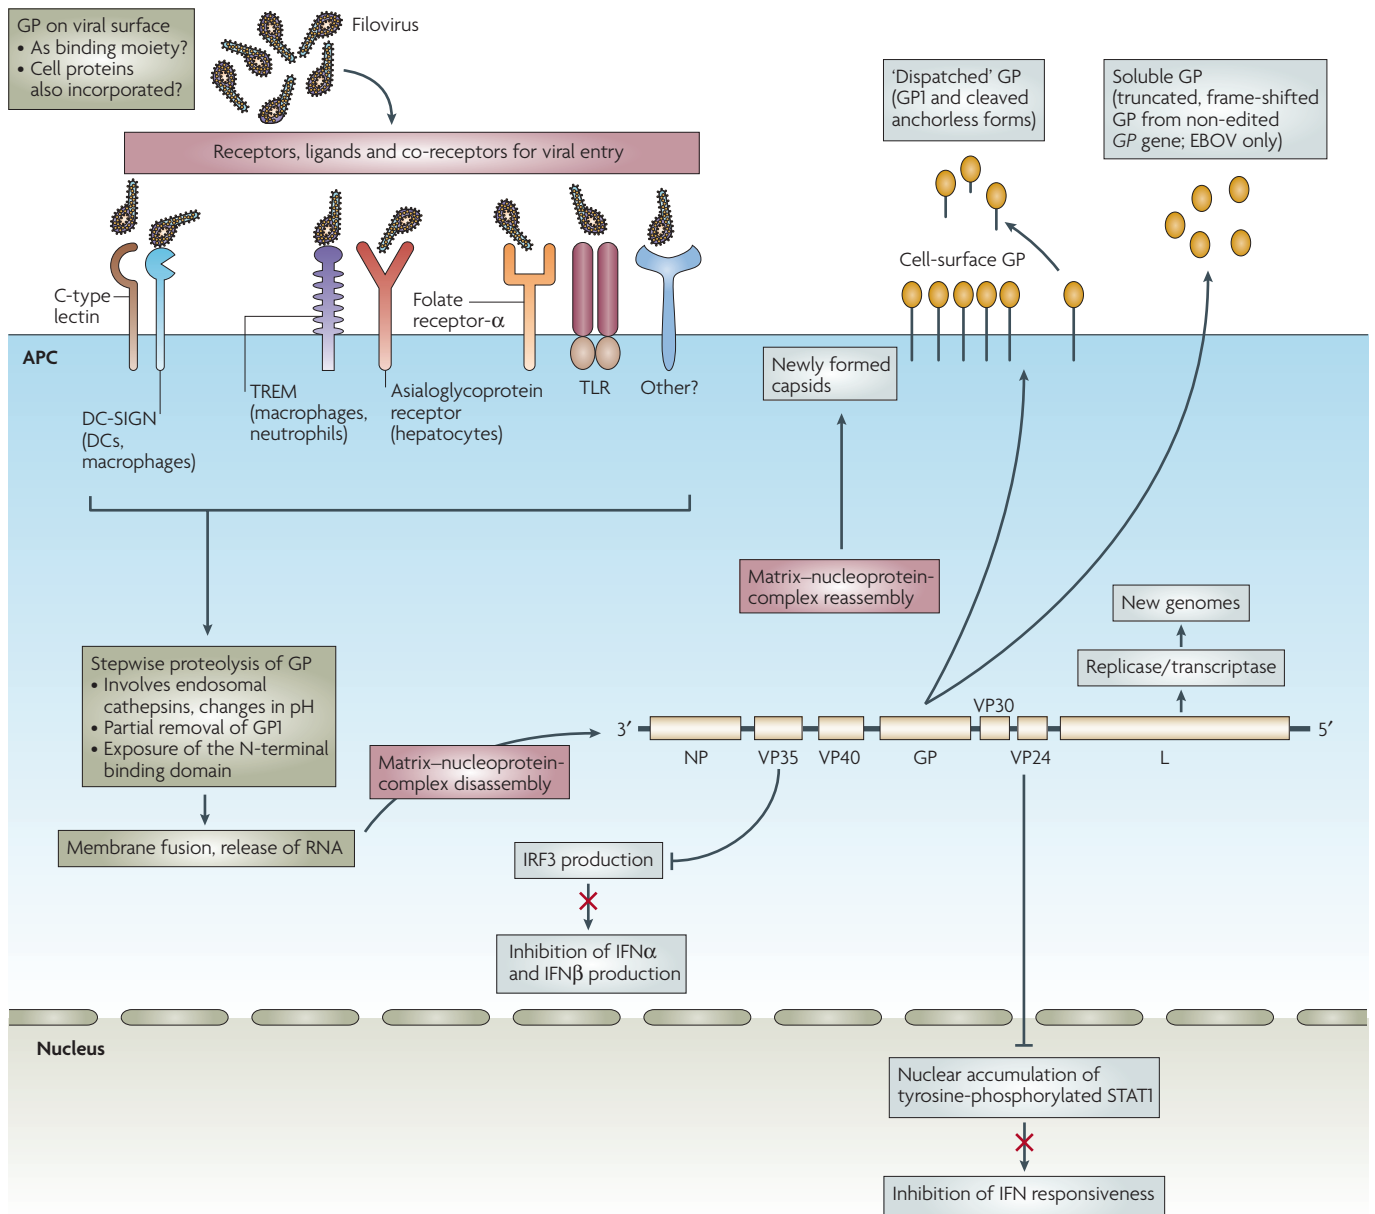 GP on viral surface
• As binding moiety?
• Cell proteins
also incorporated?
Filovirus
Receptors, ligands and co-receptors for viral entry
'Dispatched' GP
(GP1 and cleaved
anchorless forms)
Soluble GP
(truncated, frame-shifted
GP from non-edited
GP gene; EBOV only)
Cell-surface GP
C-type
lectin
Folate
receptor-α
APC
DC-SIGN
(DCs,
macrophages)
TREM
(macrophages,
neutrophils)
Asialoglycoprotein
receptor
(hepatocytes)
TLR
Other?
Newly formed
capsids
Matrix–nucleoprotein-
complex reassembly
New genomes
Replicase/transcriptase
Stepwise proteolysis of GP
• Involves endosomal
cathepsins, changes in pH
• Partial removal of GP1
• Exposure of the N-terminal
binding domain
Membrane fusion, release of RNA
Matrix–nucleoprotein-
complex disassembly
3′
NP
VP35
VP40
GP
VP30
VP24
L
5′
IRF3 production
Inhibition of IFNα
and IFNβ production
Nucleus
Nuclear accumulation of
tyrosine-phosphorylated STAT1
Inhibition of IFN responsiveness